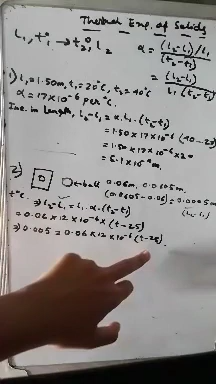 Thermal Exp. of Solids
l₁, t₁° → t₂°, l₂ α = (l₂-l₁)/l₁ / (t₂-t₁)
= (l₂-l₁) / l₁ (t₂-t₁)
1) l₁ = 1.50m, t₁ = 20°C, t₂ = 40°C
α = 17×10⁻⁶ per °C.
Inc. in length, l₂-l₁ = α.l₁.(t₂-t₁)
= 1.50 × 17 × 10⁻⁶ (40-20)
= 1.50 × 17 × 10⁻⁶ × 20
= 5.1 × 10⁻⁴ m.
2) t-ball 0.06m, 0.0605m
(0.0605-0.06) = 0.0005m
t°C. ⇒ l₂-l₁ = l₁.α.(t₂-t₁) (l₂-l₁)
= 0.06 × 12 × 10⁻⁶ × (t-25)
⇒ 0.005 = 0.06 × 12 × 10⁻⁶ (t-25)